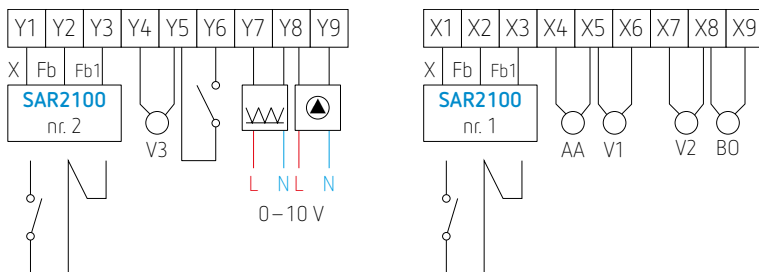 Y1 Y2 Y3 Y4 Y5 Y6 Y7 Y8 Y9
X Fb Fb1
SAR2100
nr. 2
V3
L N L N
0–10 V
X1 X2 X3 X4 X5 X6 X7 X8 X9
X Fb Fb1
SAR2100
nr. 1
AA V1 V2 BO